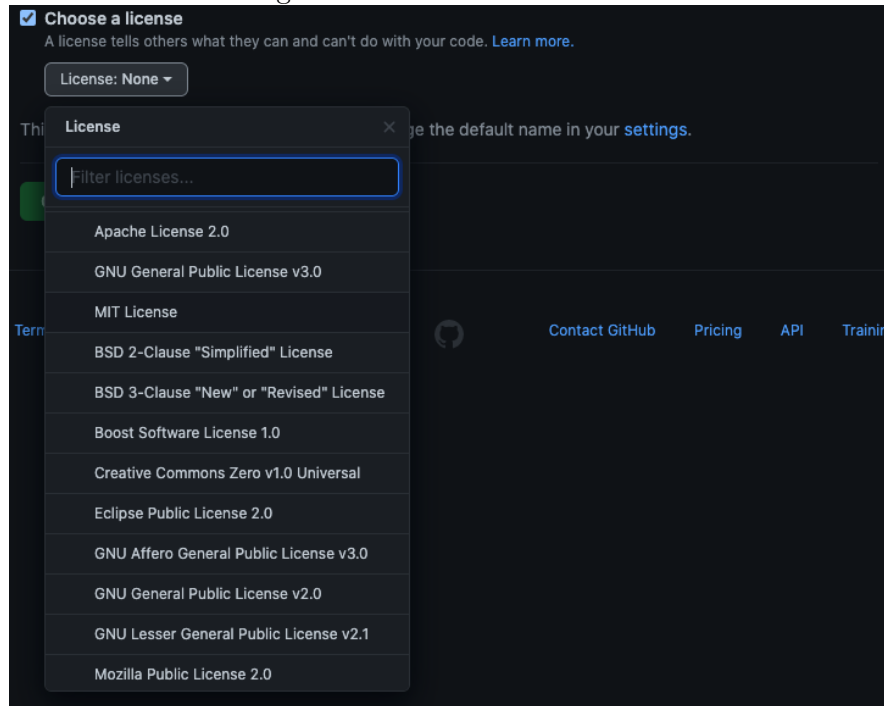 Choose a license
A license tells others what they can and can't do with your code. Learn more.
License: None
License
Thi
ge the default name in your settings.
Filter licenses...
Apache License 2.0
GNU General Public License v3.0
MIT License
Term
Contact GitHub Pricing API Trainin
BSD 2-Clause "Simplified" License
BSD 3-Clause "New" or "Revised" License
Boost Software License 1.0
Creative Commons Zero v1.0 Universal
Eclipse Public License 2.0
GNU Affero General Public License v3.0
GNU General Public License v2.0
GNU Lesser General Public License v2.1
Mozilla Public License 2.0